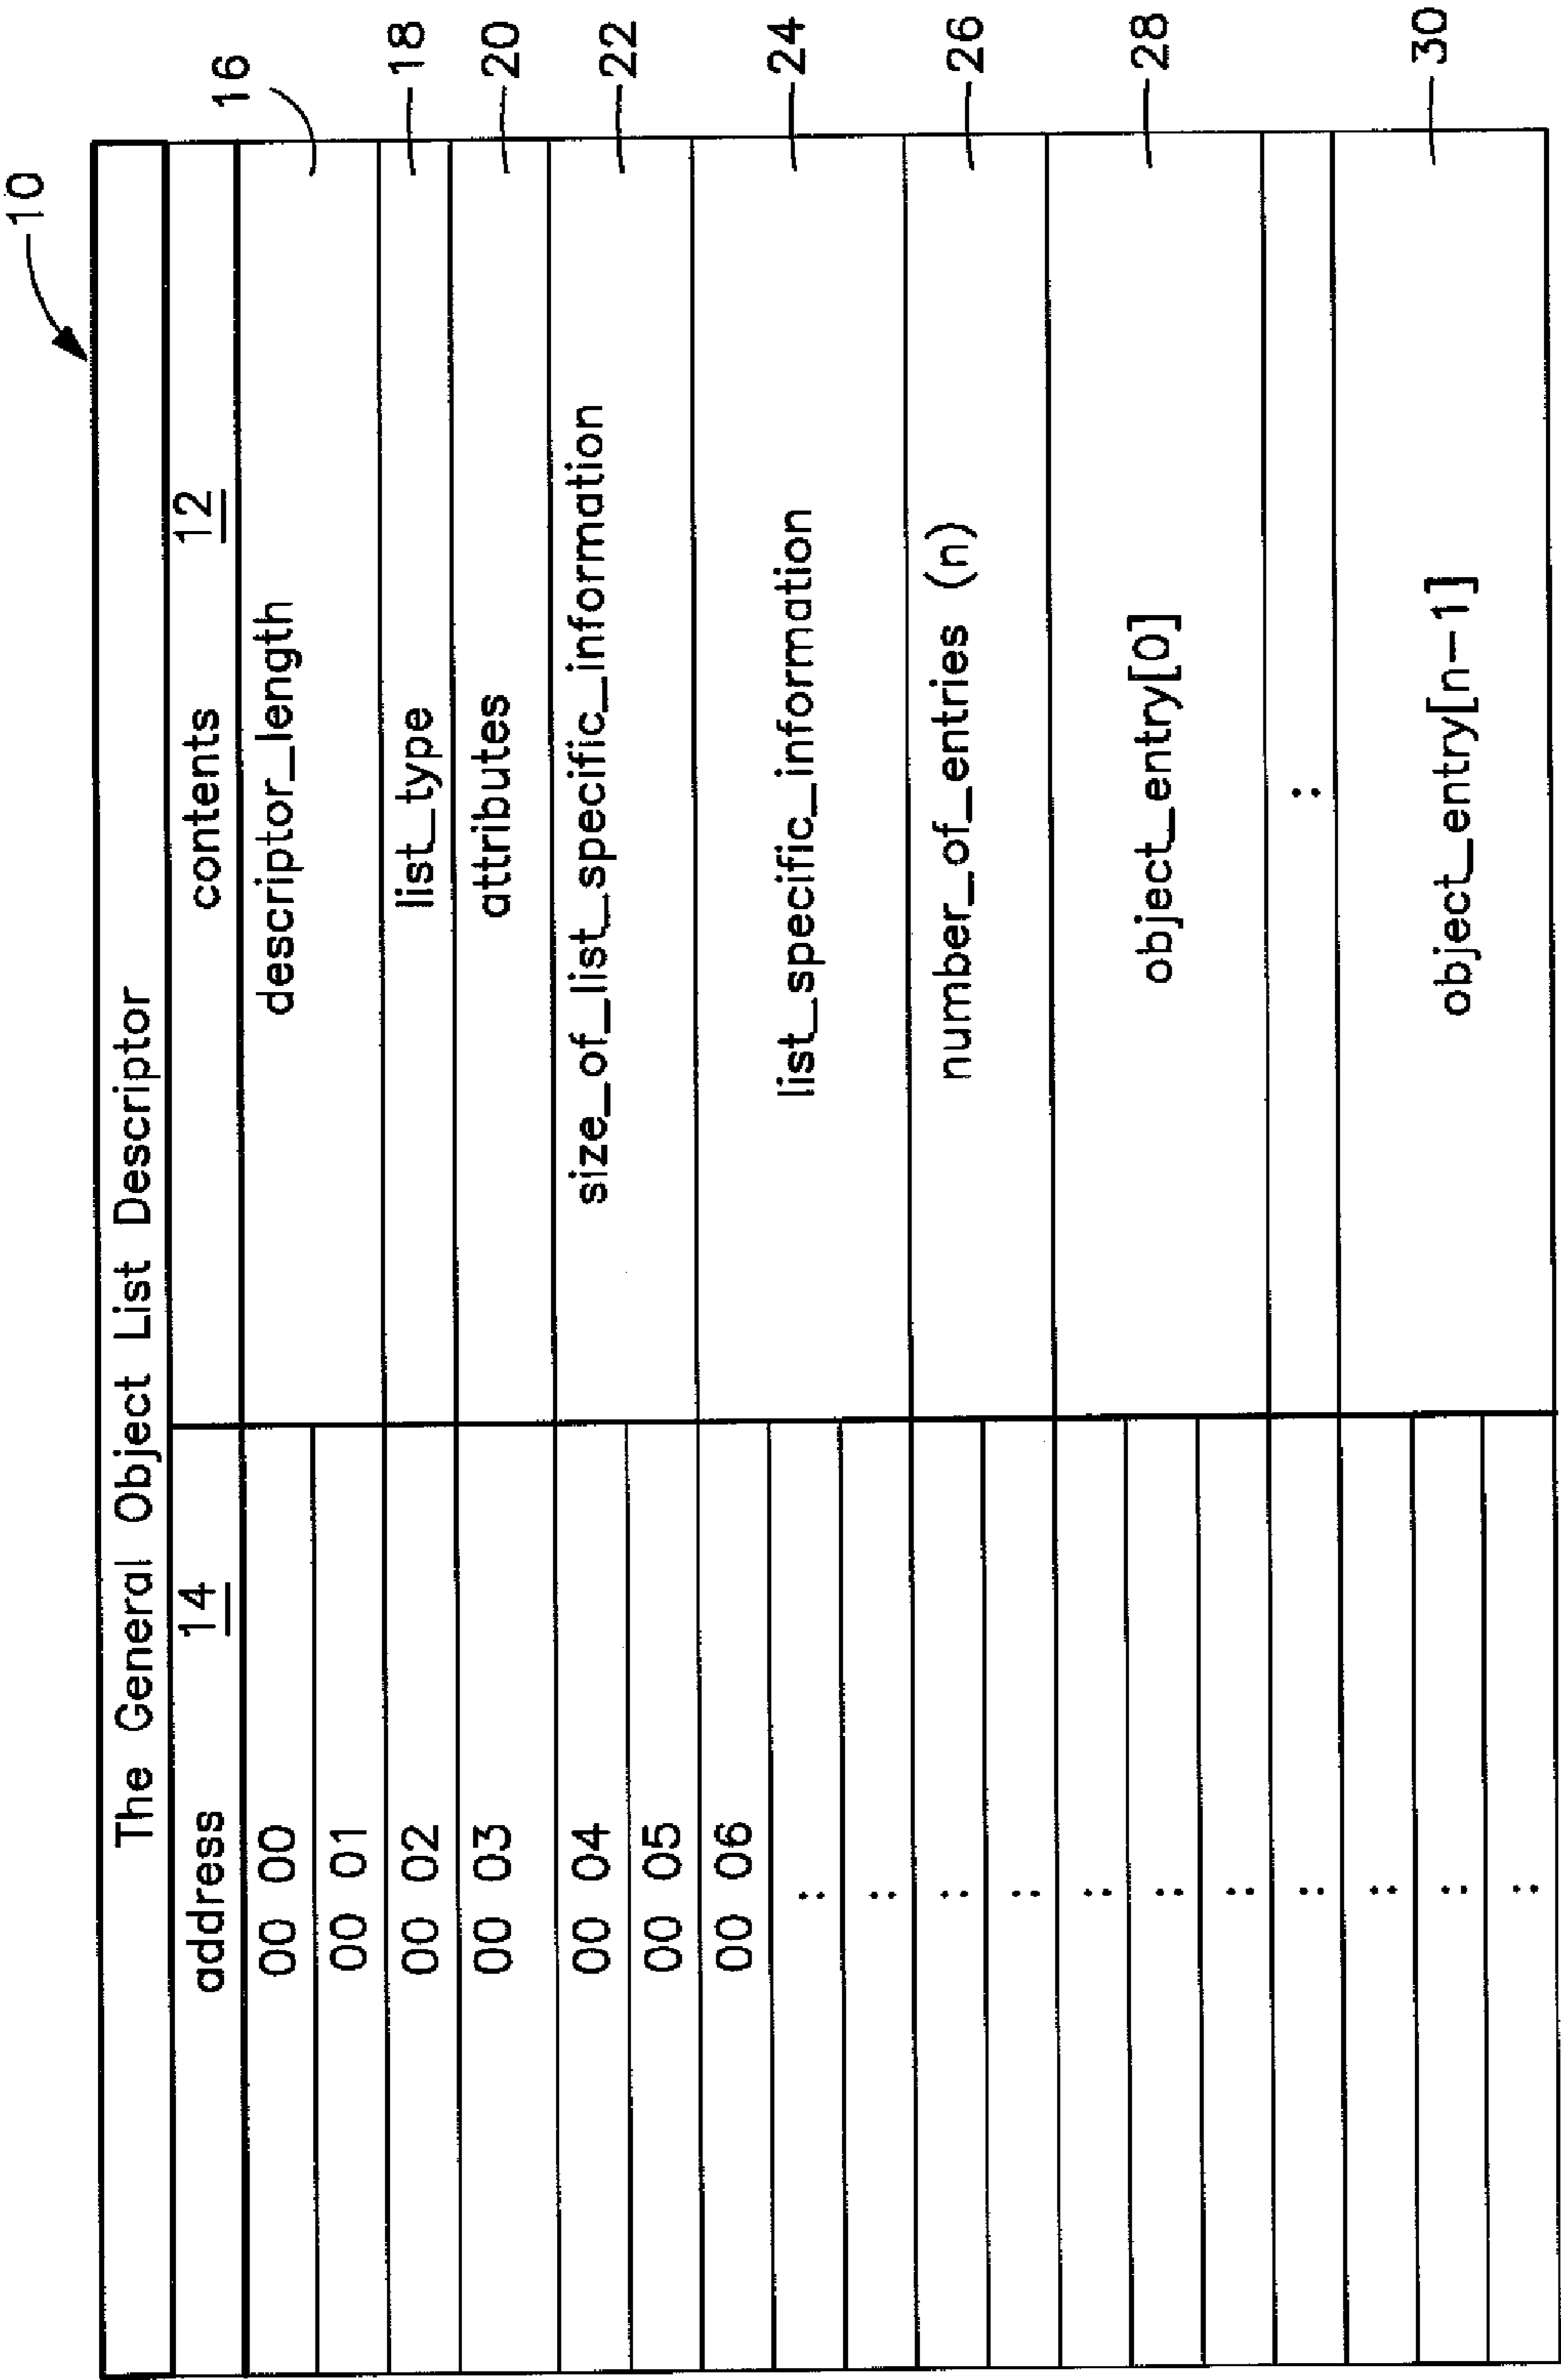 10
The General Object List Descriptor
address 14 contents 12
00 00 descriptor_length 16
00 01
00 02 list_type 18
00 03 attributes 20
00 04 size_of_list_specific_information 22
00 05
00 06 list_specific_information 24
:
:
: number_of_entries (n) 26
:
: object_entry[0] 28
:
:
: :
: object_entry[n-1] 30
:
: